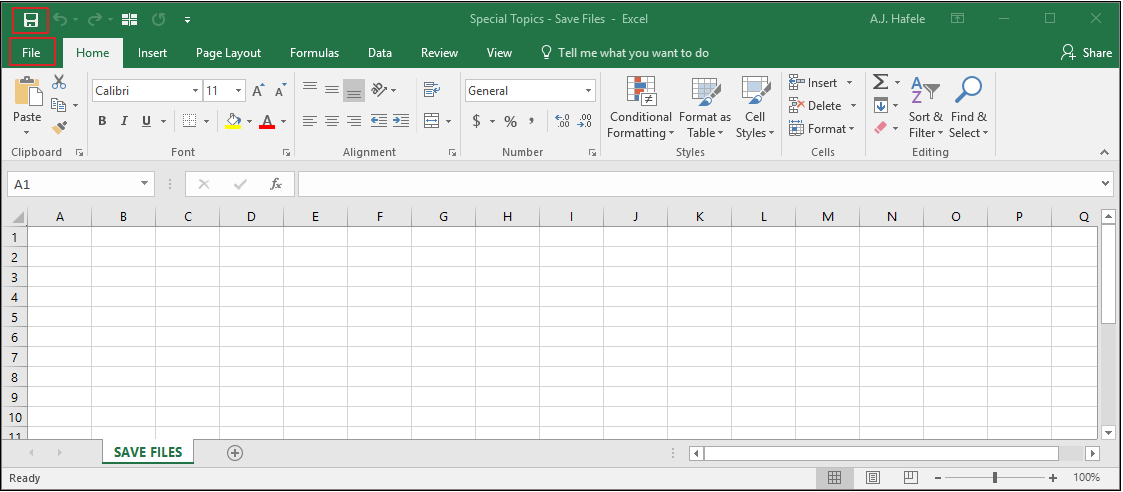 Special Topics - Save Files - Excel
A.J. Hafele
File Home Insert Page Layout Formulas Data Review View Tell me what you want to do Share
Calibri 11 General
Paste
B I U A $ % ,
Conditional Formatting
Format as Table
Cell Styles
Insert
Delete
Format
Sort & Filter
Find & Select
Clipboard Font Alignment Number Styles Cells Editing
A1 fx
A B C D E F G H I J K L M N O P Q
1
2
3
4
5
6
7
8
9
10
11
SAVE FILES
Ready 100%